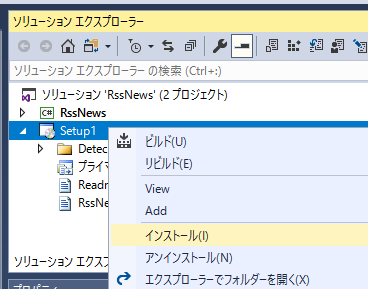 ソリューション エクスプローラー
ソリューション エクスプローラー の検索 (Ctrl+:)
ソリューション 'RssNews' (2 プロジェクト)
C# RssNews
Setup1
Detec
プライマ
Readr
RssNe
ビルド(U)
リビルド(E)
View
Add
インストール(I)
アンインストール(N)
エクスプローラーでフォルダーを開く(X)
ソリューション エクスプ
プロパティ